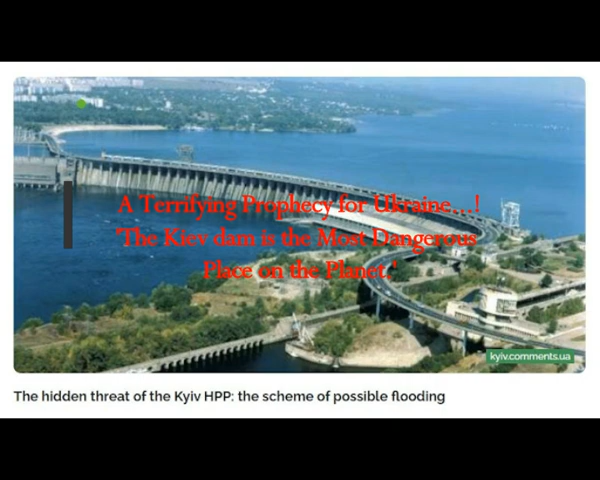 A Terrifying Prophecy for Ukraine...!
'The Kiev dam is the Most Dangerous
Place on the Planet.'
kyiv.comments.ua
The hidden threat of the Kyiv HPP: the scheme of possible flooding